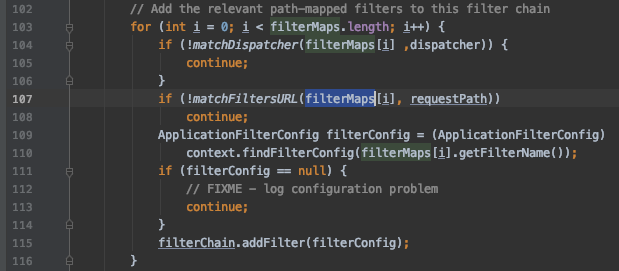 102 // Add the relevant path-mapped filters to this filter chain
103 for (int i = 0; i < filterMaps.length; i++) {
104 if (!matchDispatcher(filterMaps[i] ,dispatcher)) {
105 continue;
106 }
107 if (!matchFiltersURL(filterMaps[i], requestPath))
108 continue;
109 ApplicationFilterConfig filterConfig = (ApplicationFilterConfig)
110 context.findFilterConfig(filterMaps[i].getFilterName());
111 if (filterConfig == null) {
112 // FIXME - log configuration problem
113 continue;
114 }
115 filterChain.addFilter(filterConfig);
116 }